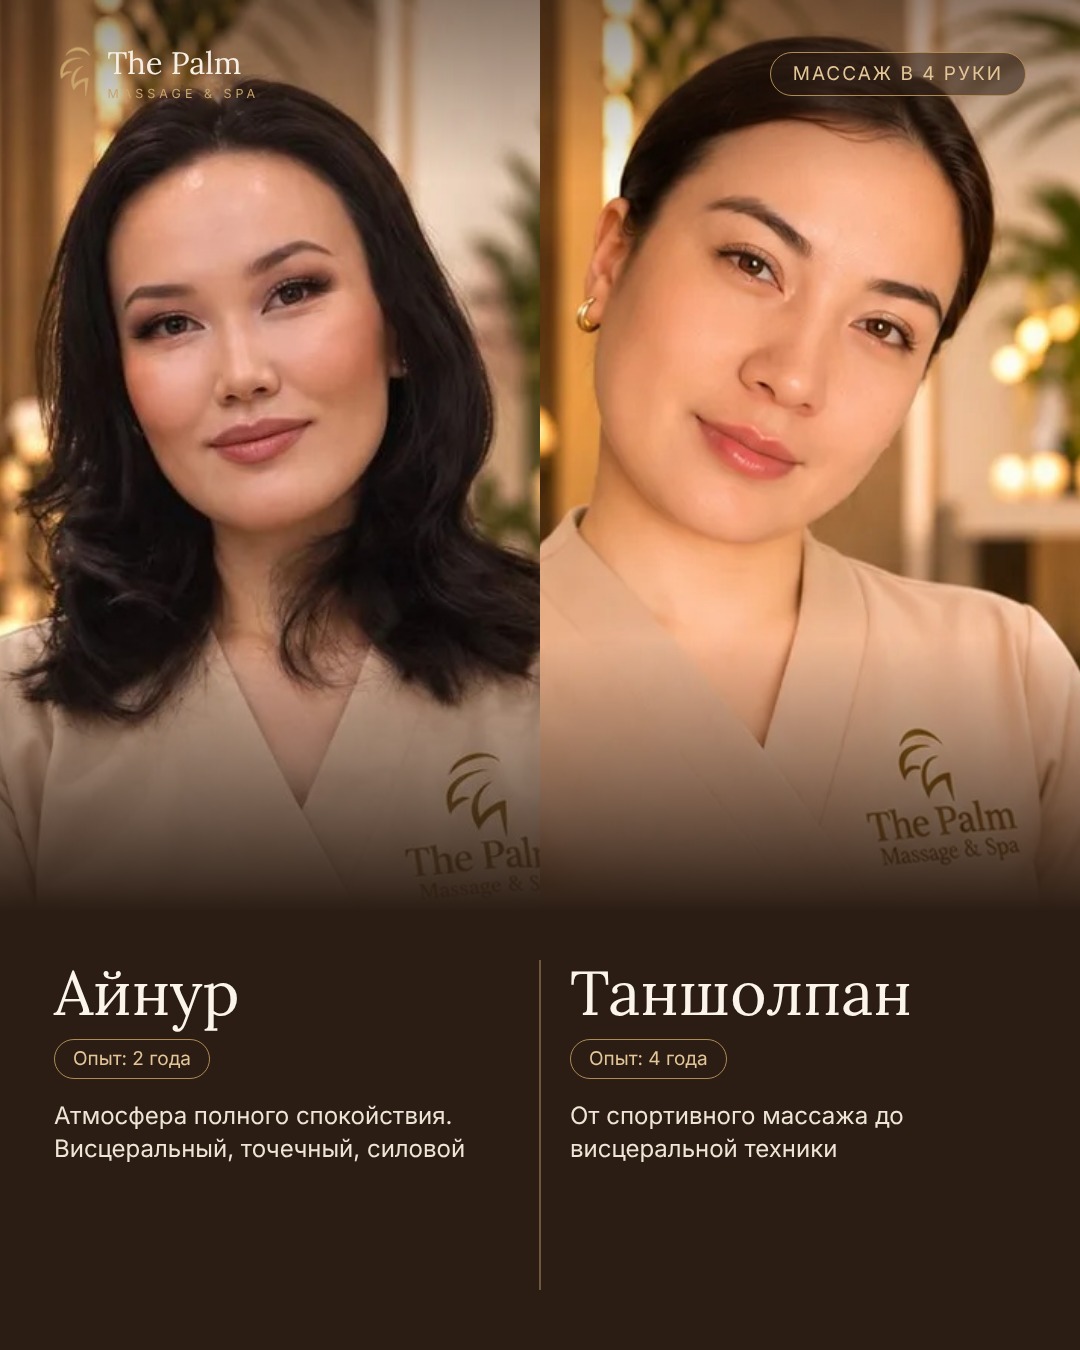 The Palm
MASSAGE & SPA
МАССАЖ В 4 РУКИ
The Pal
Massage & S
The Palm
Massage & Spa
Айнур
Опыт: 2 года
Атмосфера полного спокойствия.
Висцеральный, точечный, силовой
Таншолпан
Опыт: 4 года
От спортивного массажа до
висцеральной техники